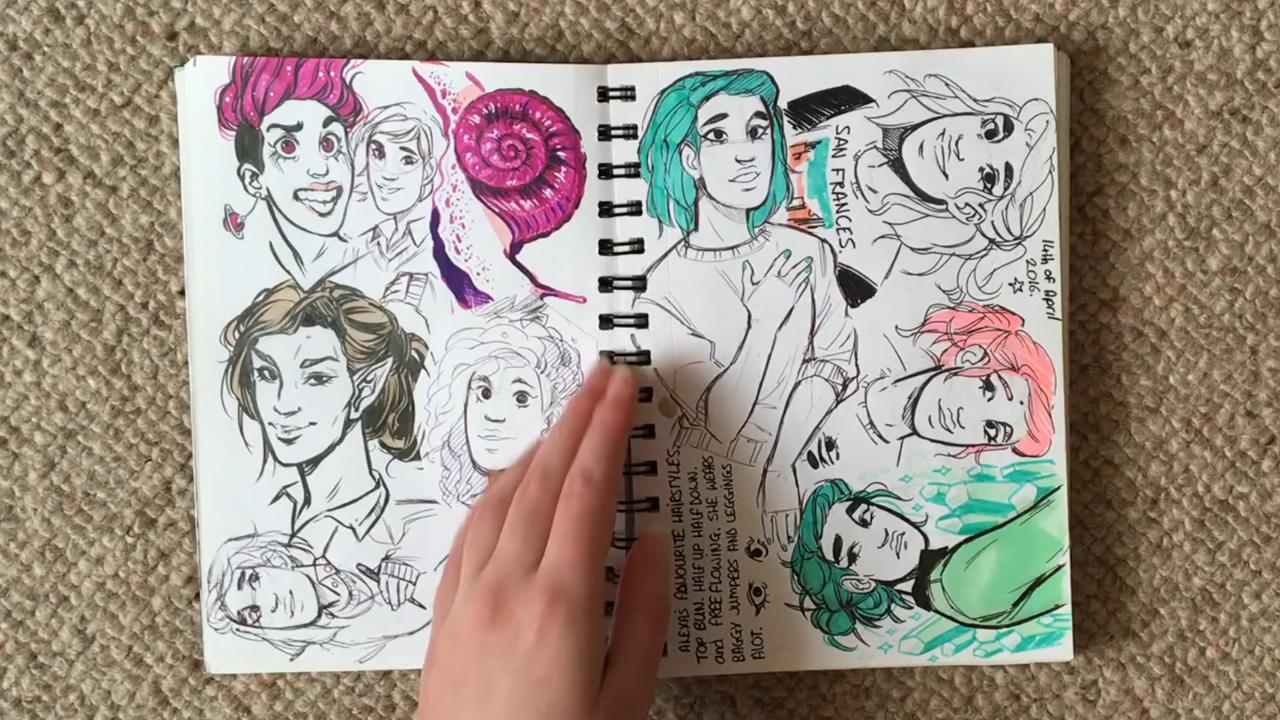 SAN FRANCES
14th of April
2016.
ALEXA'S FAVOURITE HAIRSTYLES,
TOP BUN. HALF UP HALF DOWN.
and FREE FLOWING. SHE WEARS
BAGGY JUMPERS AND LEGGINGS
ALOT.